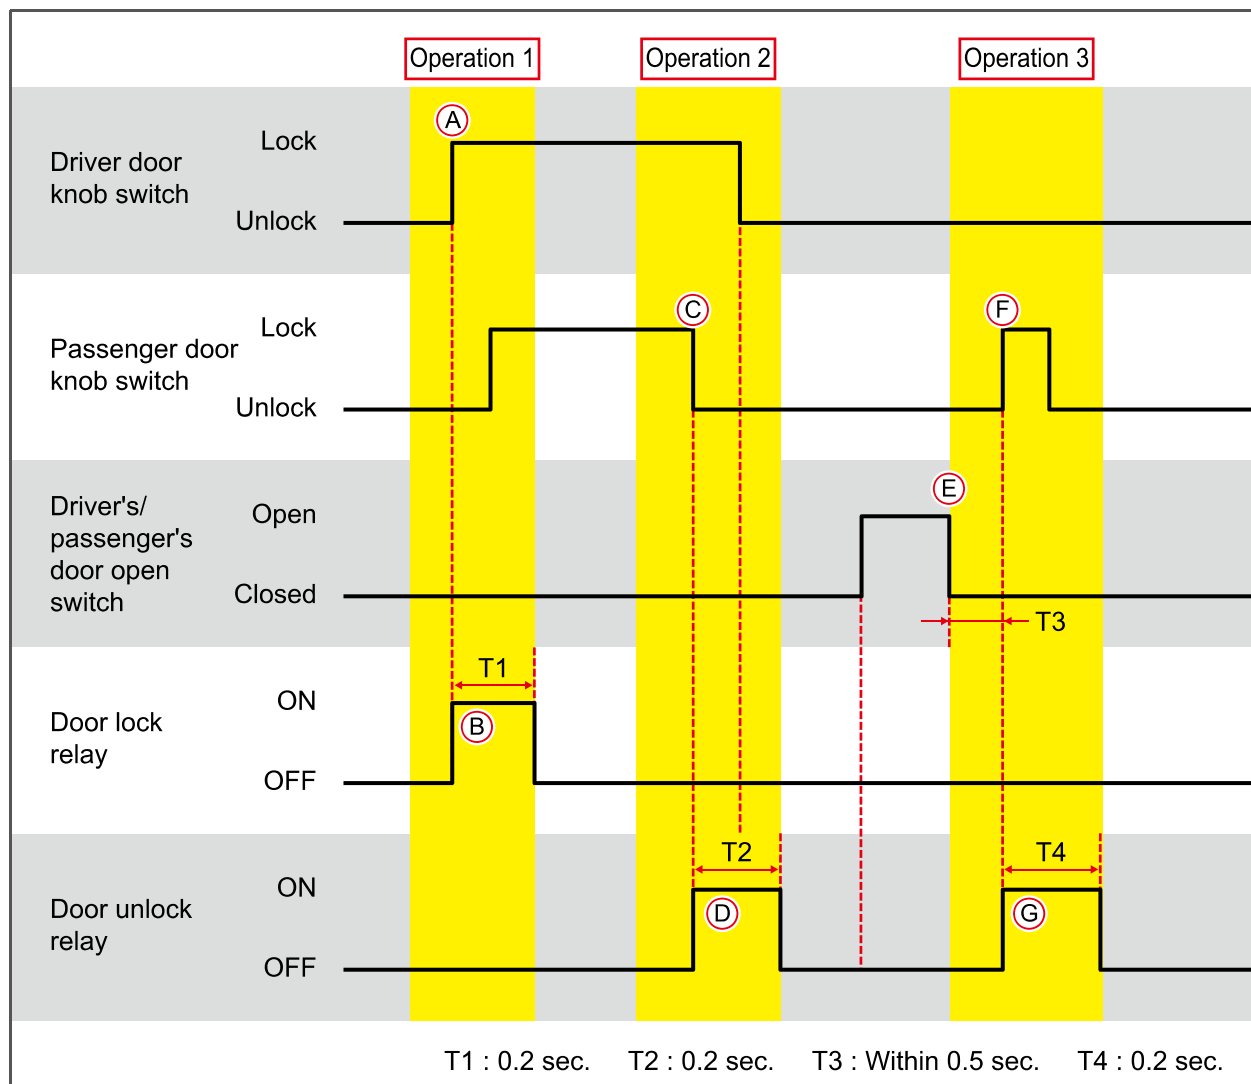 Operation 1
Operation 2
Operation 3
A
Lock
Driver door
knob switch
Unlock
C
F
Lock
Passenger door
knob switch
Unlock
E
Driver's/
passenger's
door open
switch
Open
Closed
T3
T1
ON
B
Door lock
relay
OFF
T2
T4
ON
D
G
Door unlock
relay
OFF
T1 : 0.2 sec.
T2 : 0.2 sec.
T3 : Within 0.5 sec.
T4 : 0.2 sec.